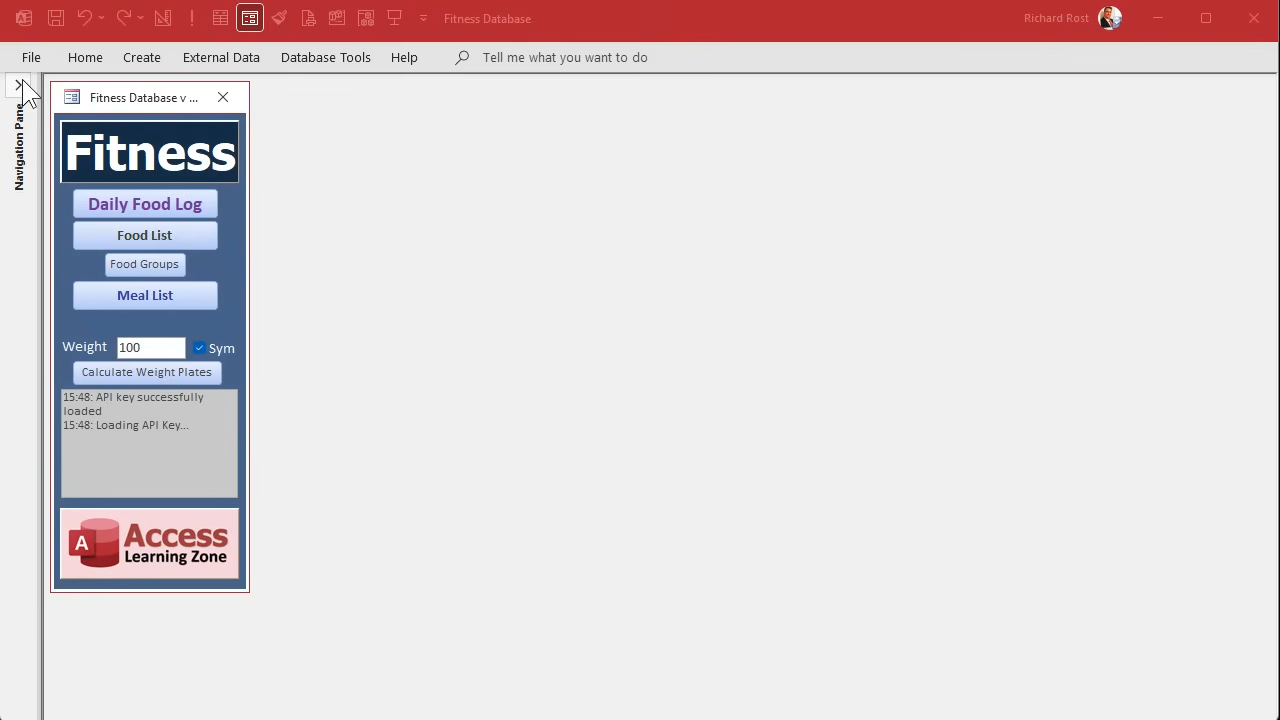 Fitness Database
Richard Rost
File
Home
Create
External Data
Database Tools
Help
Tell me what you want to do
Navigation Pane
Fitness Database v ...
Fitness
Daily Food Log
Food List
Food Groups
Meal List
Weight 100 Sym
Calculate Weight Plates
15:48: API key successfully
loaded
15:48: Loading API Key...
A Access
Learning Zone